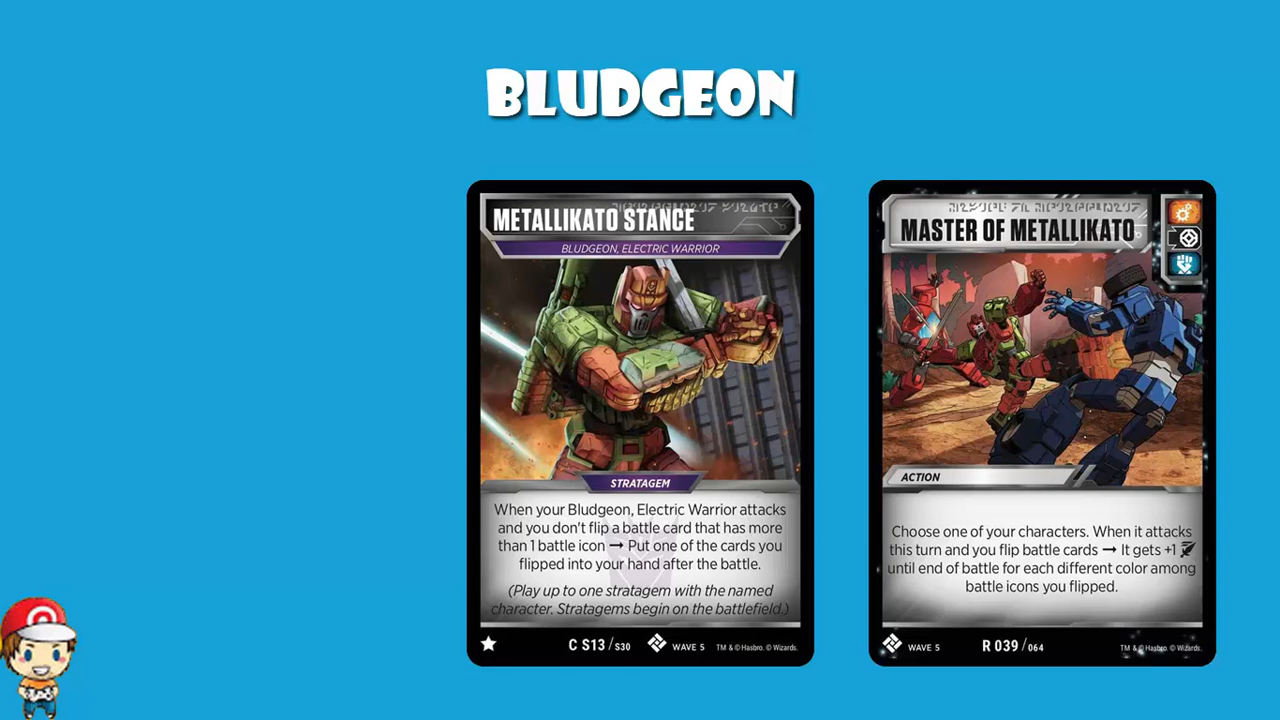 BLUDGEON
METALLIKATO STANCE
BLUDGEON, ELECTRIC WARRIOR
STRATAGEM
When your Bludgeon, Electric Warrior attacks
and you don't flip a battle card that has more
than 1 battle icon → Put one of the cards you
flipped into your hand after the battle.
(Play up to one stratagem with the named
character. Stratagems begin on the battlefield.)
C S13/S30 WAVE 5 TM & © Hasbro. © Wizards.
MASTER OF METALLIKATO
ACTION
Choose one of your characters. When it attacks
this turn and you flip battle cards → It gets +1
until end of battle for each different color among
battle icons you flipped.
WAVE 5 R 039/064 TM & © Hasbro. © Wizards.